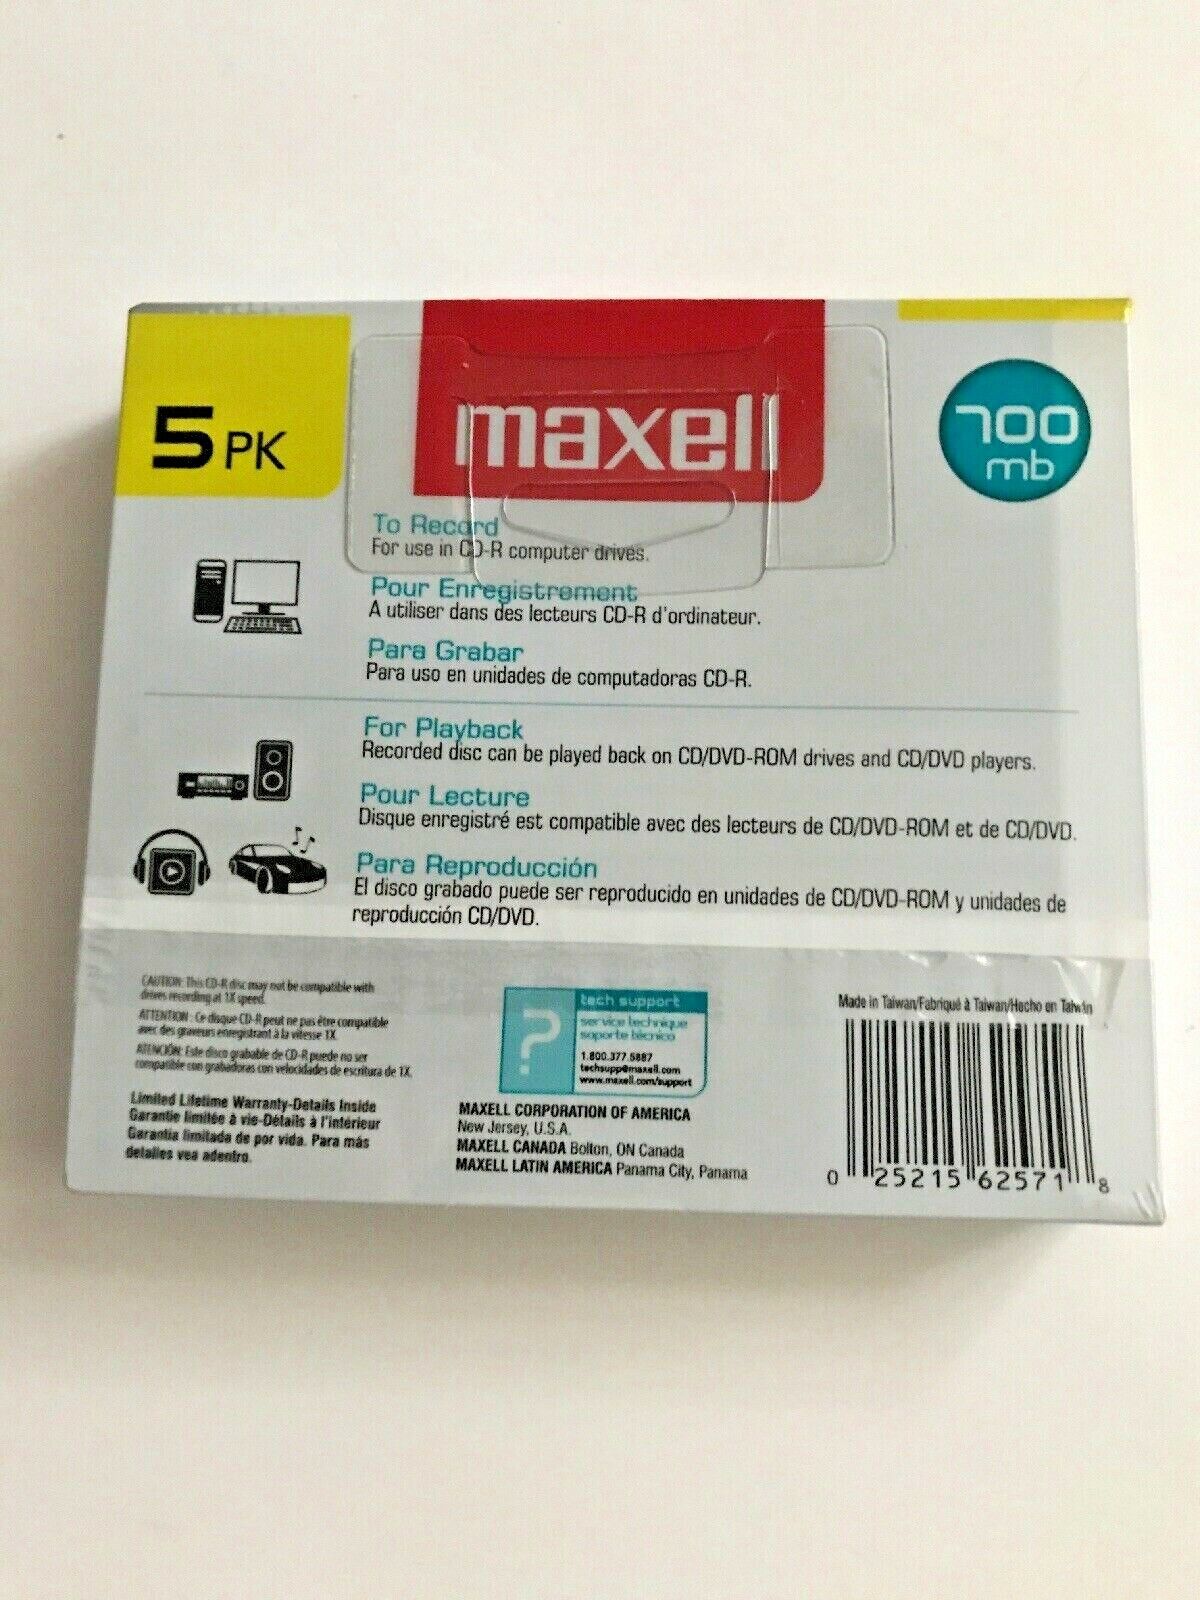 5 PK
maxell
700
mb
To Record
For use in CD-R computer drives.
Pour Enregistrement
A utiliser dans des lecteurs CD-R d'ordinateur.
Para Grabar
Para uso en unidades de computadoras CD-R.
For Playback
Recorded disc can be played back on CD/DVD-ROM drives and CD/DVD players.
Pour Lecture
Disque enregistré est compatible avec des lecteurs de CD/DVD-ROM et de CD/DVD.
Para Reproducción
El disco grabado puede ser reproducido en unidades de CD/DVD-ROM y unidades de
reproducción CD/DVD.
CAUTION: This CD-R disc may not be compatible with
drives recording at 1X speed.
ATTENTION : Ce disque CD-R peut ne pas être compatible
avec des graveurs enregistrant à la vitesse 1X.
ATENCIÓN: Este disco grabable de CD-R puede no ser
compatible con grabadoras con velocidades de escritura de 1X.
Limited Lifetime Warranty-Details Inside
Garantie limitée à vie-Détails à l'intérieur
Garantía limitada de por vida. Para más
detalles vea adentro.
?
tech support
service technique
soporte técnico
1.800.377.5887
techsupp@maxell.com
www.maxell.com/support
MAXELL CORPORATION OF AMERICA
New Jersey, U.S.A.
MAXELL CANADA Bolton, ON Canada
MAXELL LATIN AMERICA Panama City, Panama
Made in Taiwan/Fabriqué à Taiwan/Hecho en Taiwan
0 25215 62571 8